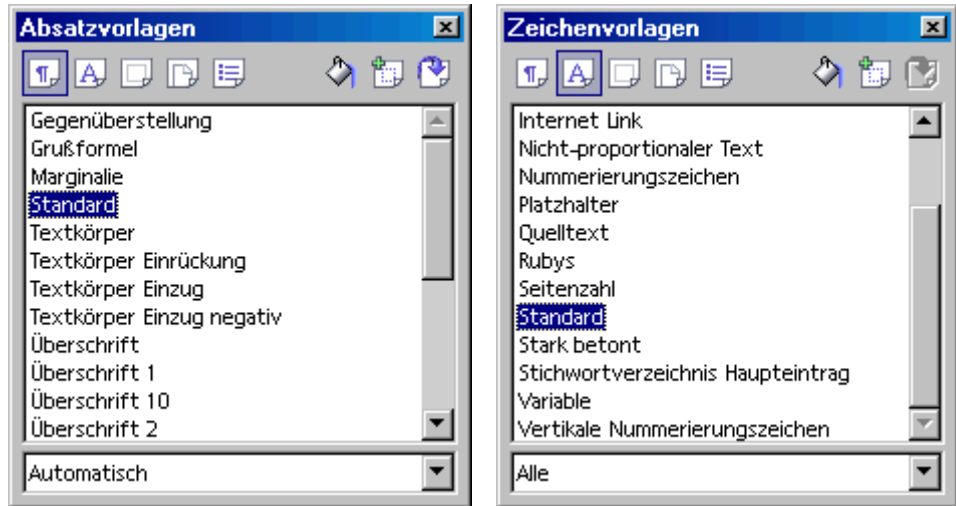 Absatzvorlagen
Gegenüberstellung
Grußformel
Marginalie
Standard
Textkörper
Textkörper Einrückung
Textkörper Einzug
Textkörper Einzug negativ
Überschrift
Überschrift 1
Überschrift 10
Überschrift 2
Automatisch
Zeichenvorlagen
Internet Link
Nicht-proportionaler Text
Nummerierungszeichen
Platzhalter
Quelltext
Rubys
Seitenzahl
Standard
Stark betont
Stichwortverzeichnis Haupteintrag
Variable
Vertikale Nummerierungszeichen
Alle